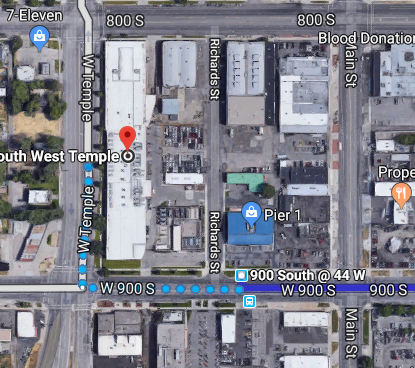 7-Eleven
800 S
800 S
Blood Donation
W Temple
Richards St
Main St
outh West Temple
Prope
W Temple
Richards St
Pier 1
900 South @ 44 W
W 900 S
W 900 S
900 S
Main St